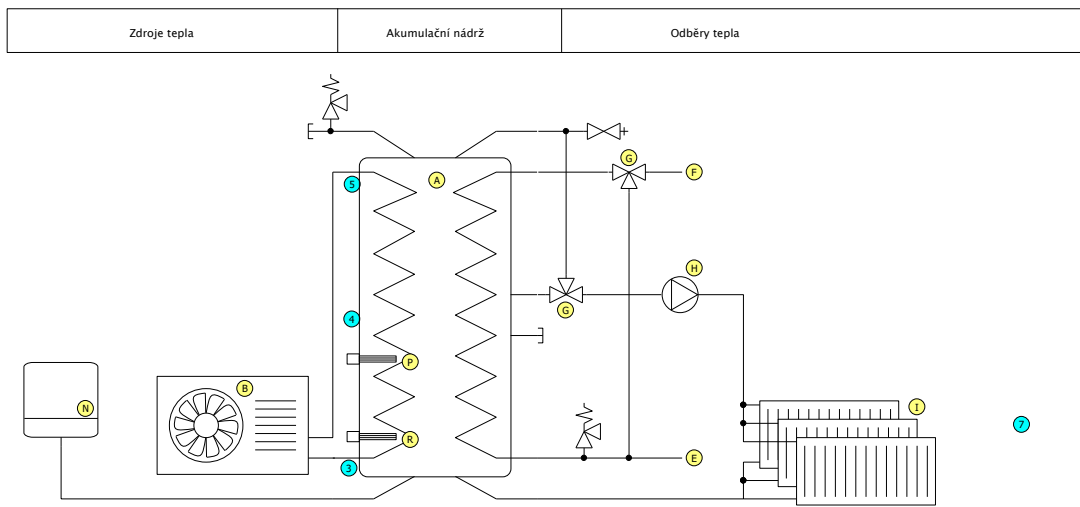 Zdroje tepla
Akumulační nádrž
Odběry tepla
G
5
A
F
H
4
G
P
B
N
I
7
R
3
E